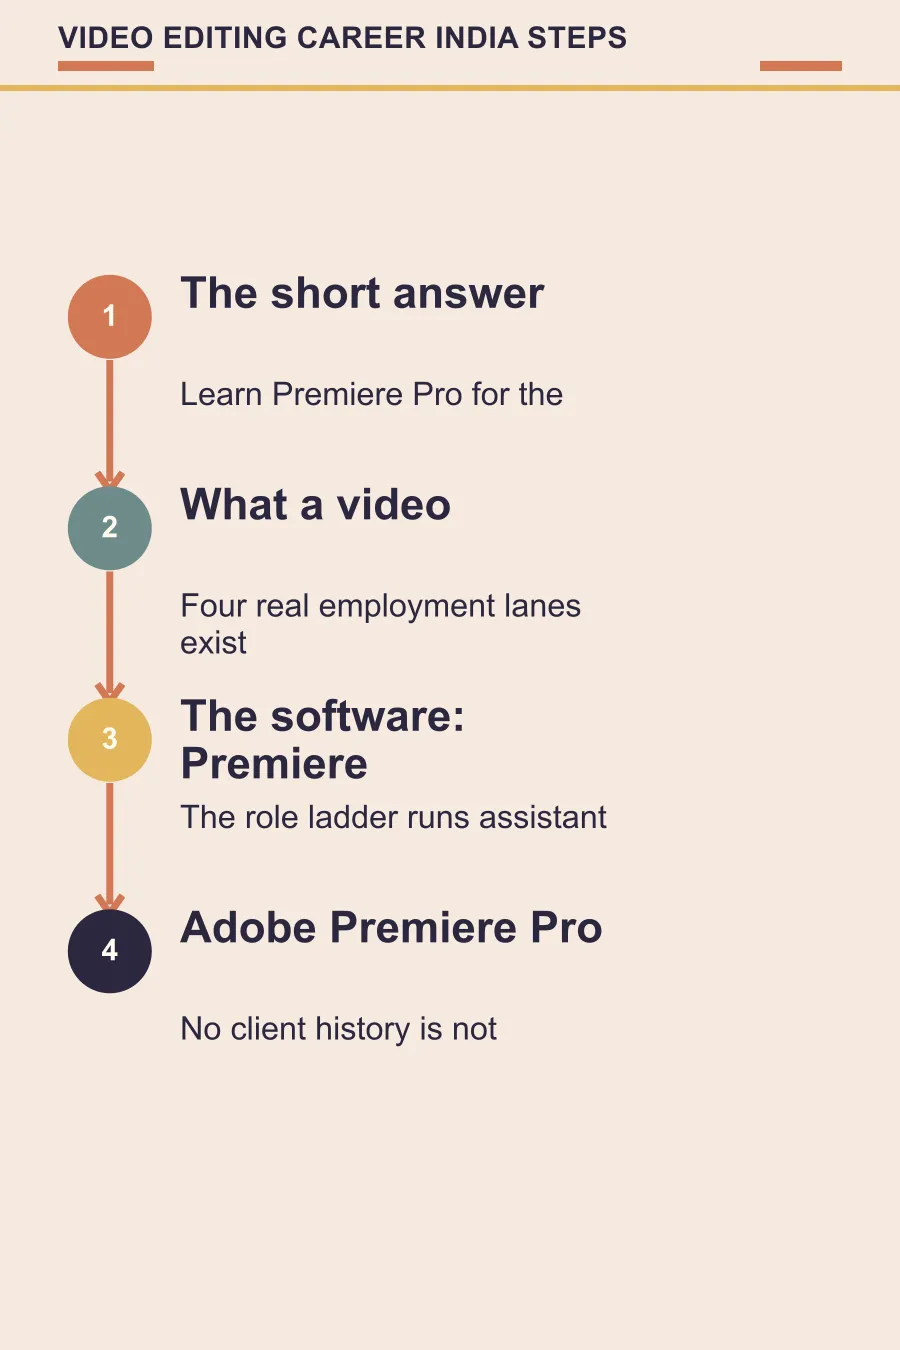 VIDEO EDITING CAREER INDIA STEPS
1
The short answer
Learn Premiere Pro for the
2
What a video
Four real employment lanes
exist
3
The software:
Premiere
The role ladder runs assistant
4
Adobe Premiere Pro
No client history is not